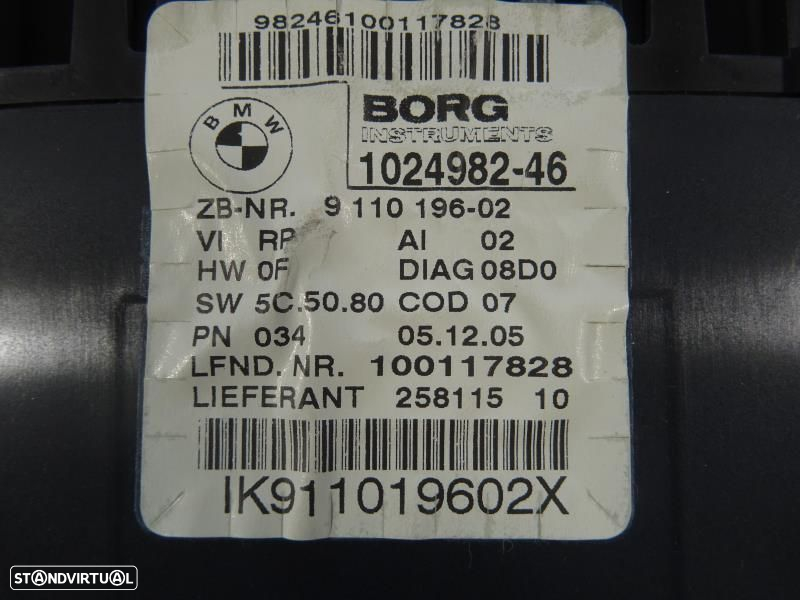 98246100117828
BMW
BORG
INSTRUMENTS
1024982-46
ZB-NR. 9 110 196-02
VI AI 02
HW 0F DIAG 08D0
SW 5C.50.80 COD 07
PN 034 05.12.05
LFND. NR. 100117828
LIEFERANT 258115 10
IK911019602X
STANDVIRTUAL